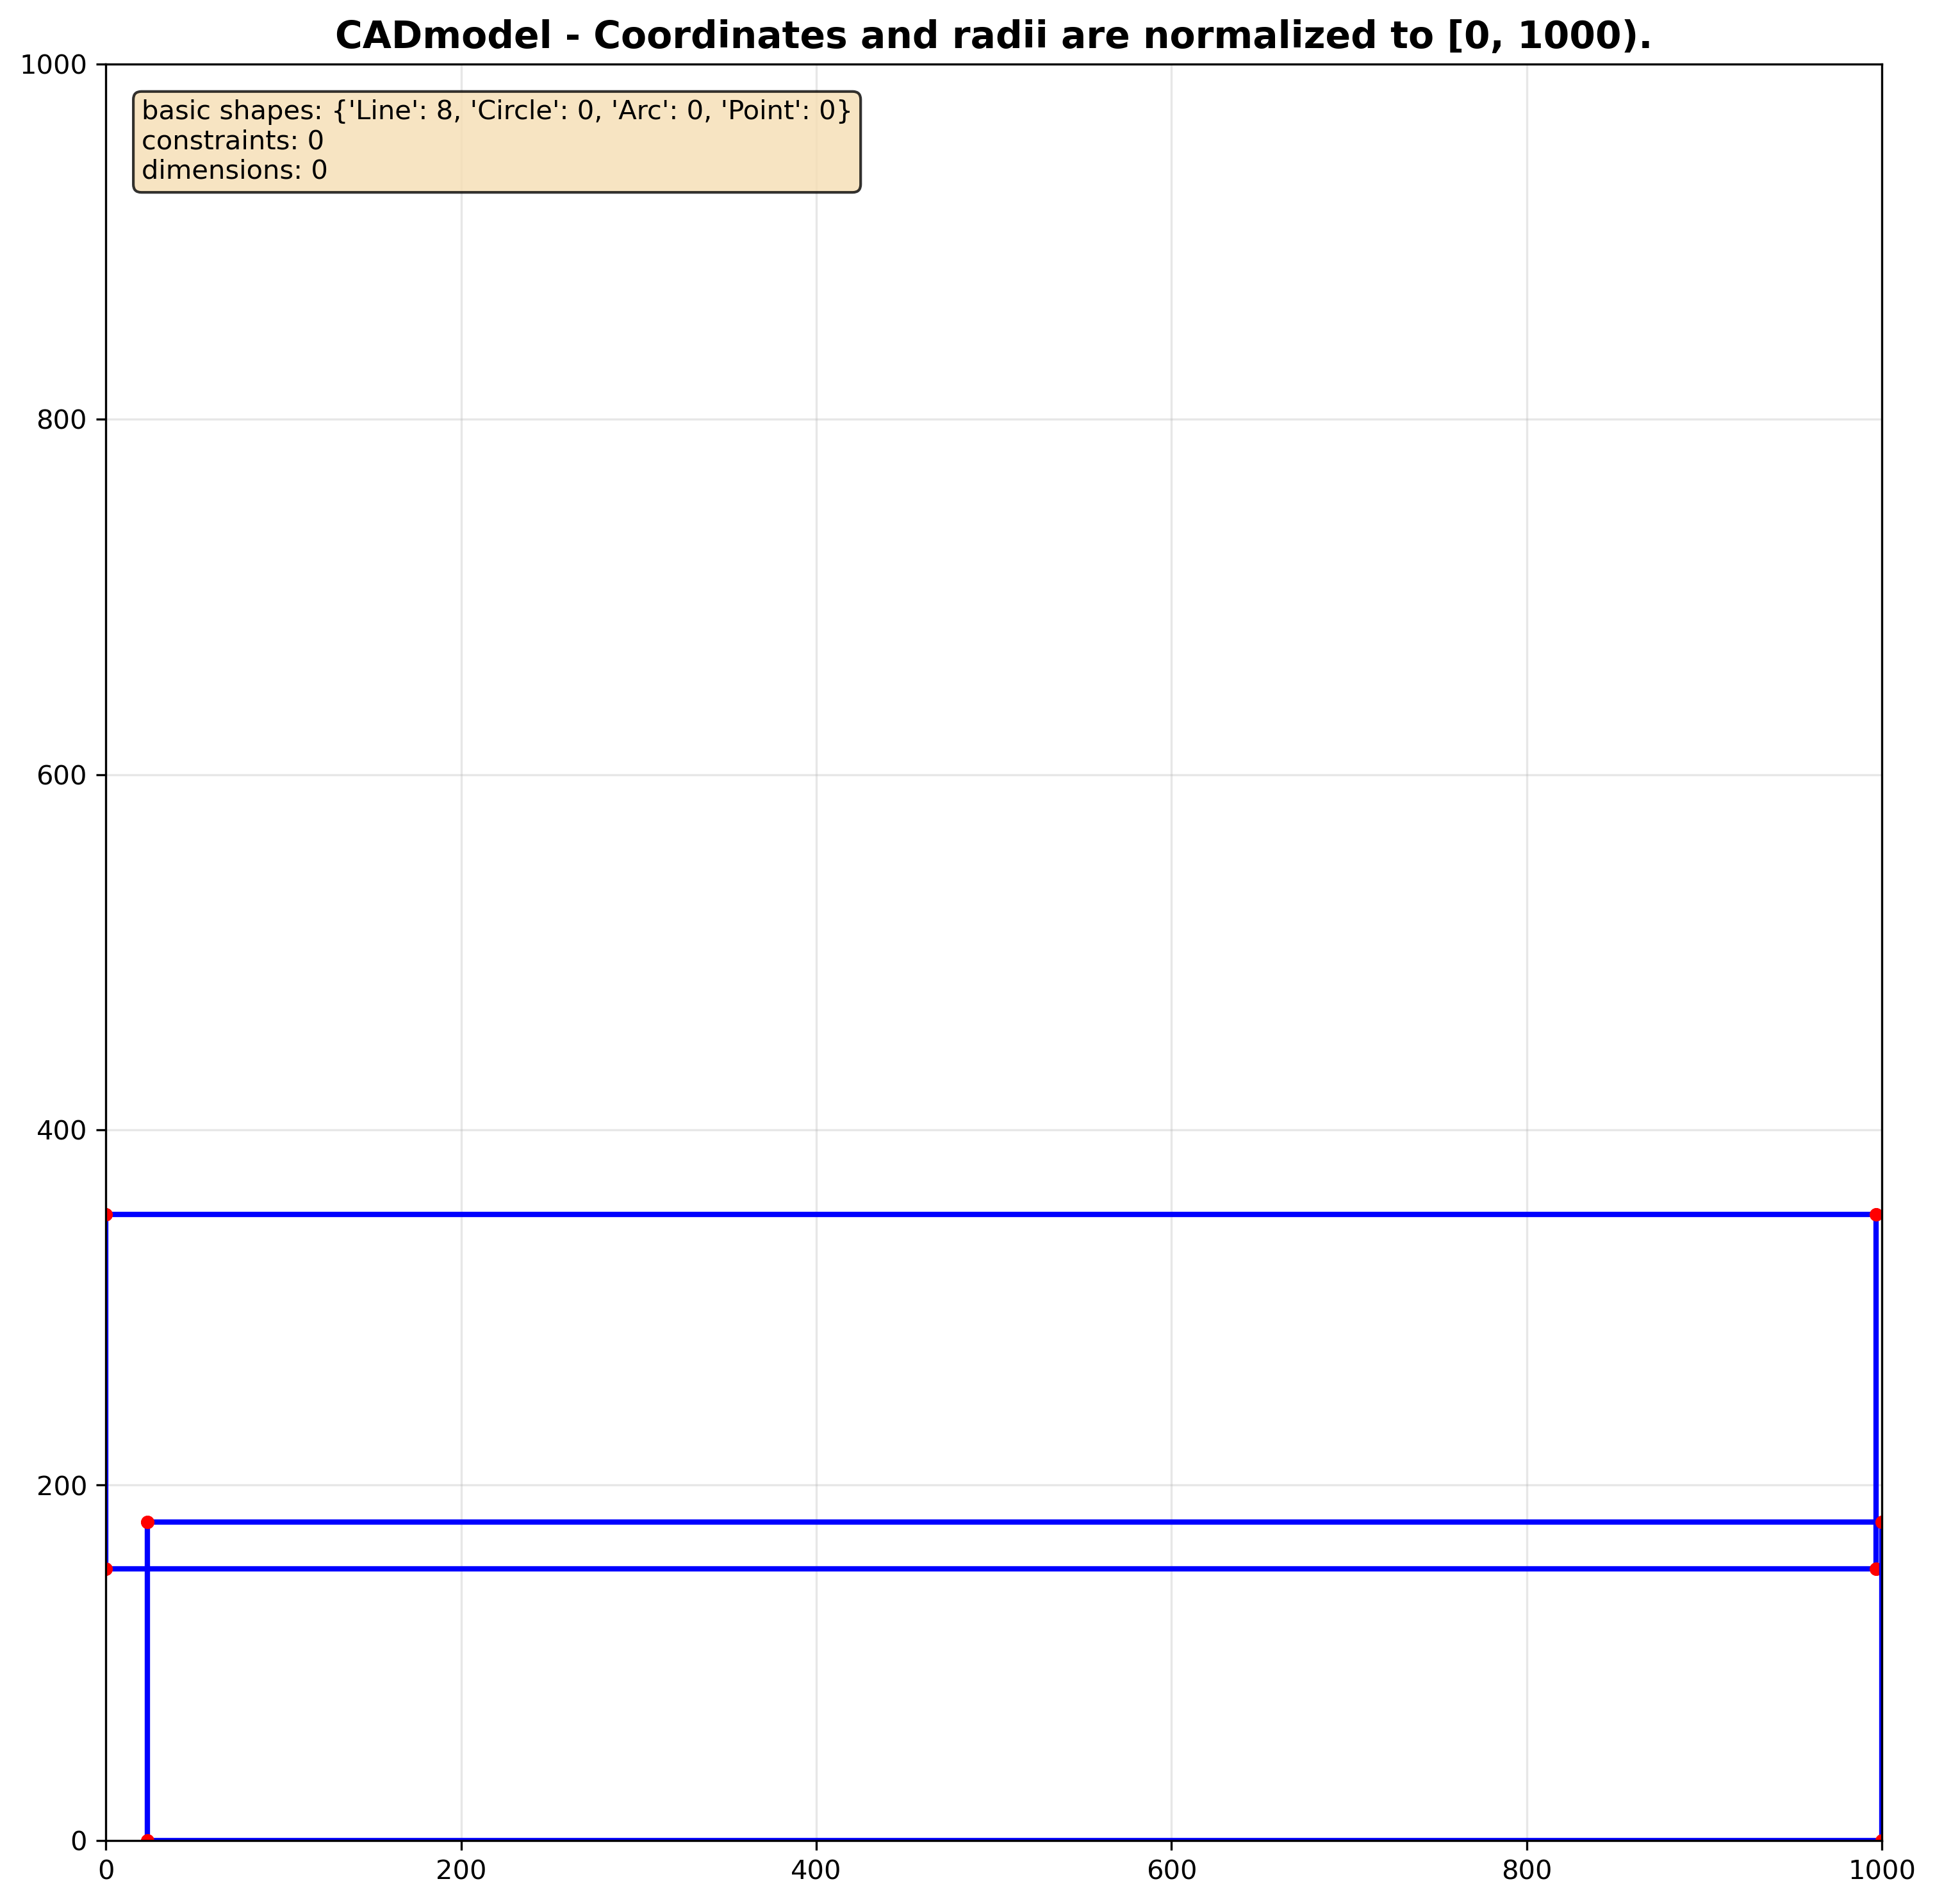 CADmodel - Coordinates and radii are normalized to [0, 1000).
1000
basic shapes: {'Line': 8, 'Circle': 0, 'Arc': 0, 'Point': 0}
constraints: 0
dimensions: 0
800
600
400
200
0
0 200 400 600 800 1000